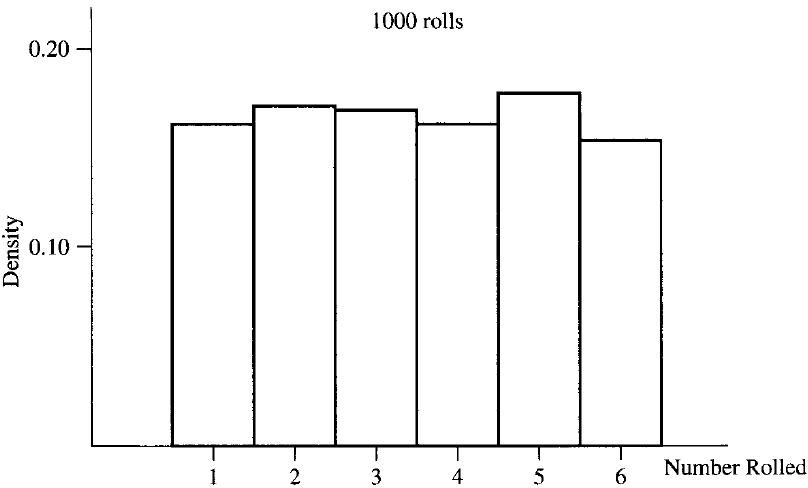 1000 rolls
0.20
0.10
Density
1 2 3 4 5 6
Number Rolled